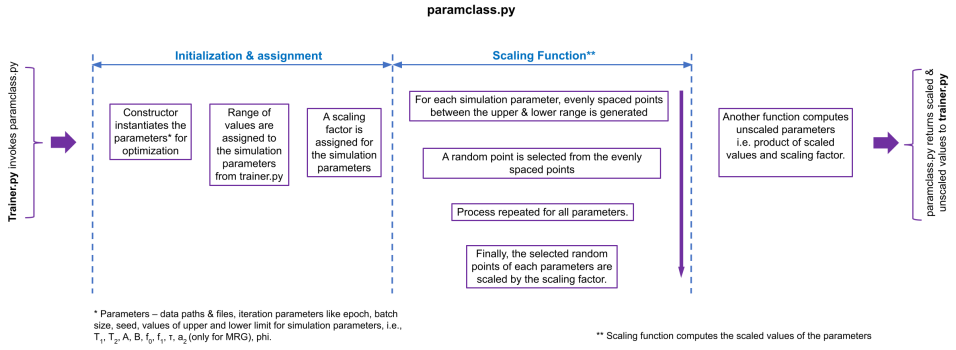 paramclass.py
Trainer.py invokes paramclass.py
Initialization & assignment
Constructor
instantiates the
parameters* for
optimization
Range of
values are
assigned to
the simulation
parameters
from trainer.py
A scaling
factor is
assigned for
the simulation
parameters
Scaling Function**
For each simulation parameter, evenly spaced points
between the upper & lower range is generated
A random point is selected from the evenly
spaced points
Process repeated for all parameters.
Finally, the selected random
points of each parameters are
scaled by the scaling factor.
Another function computes
unscaled parameters
i.e. product of scaled
values and scaling factor.
paramclass.py returns scaled &
unscaled values to trainer.py
* Parameters – data paths & files, iteration parameters like epoch, batch
size, seed, values of upper and lower limit for simulation parameters, i.e.,
T₁, T₂, A, B, f₀, f₁, τ, a₂ (only for MRG), phi.
** Scaling function computes the scaled values of the parameters